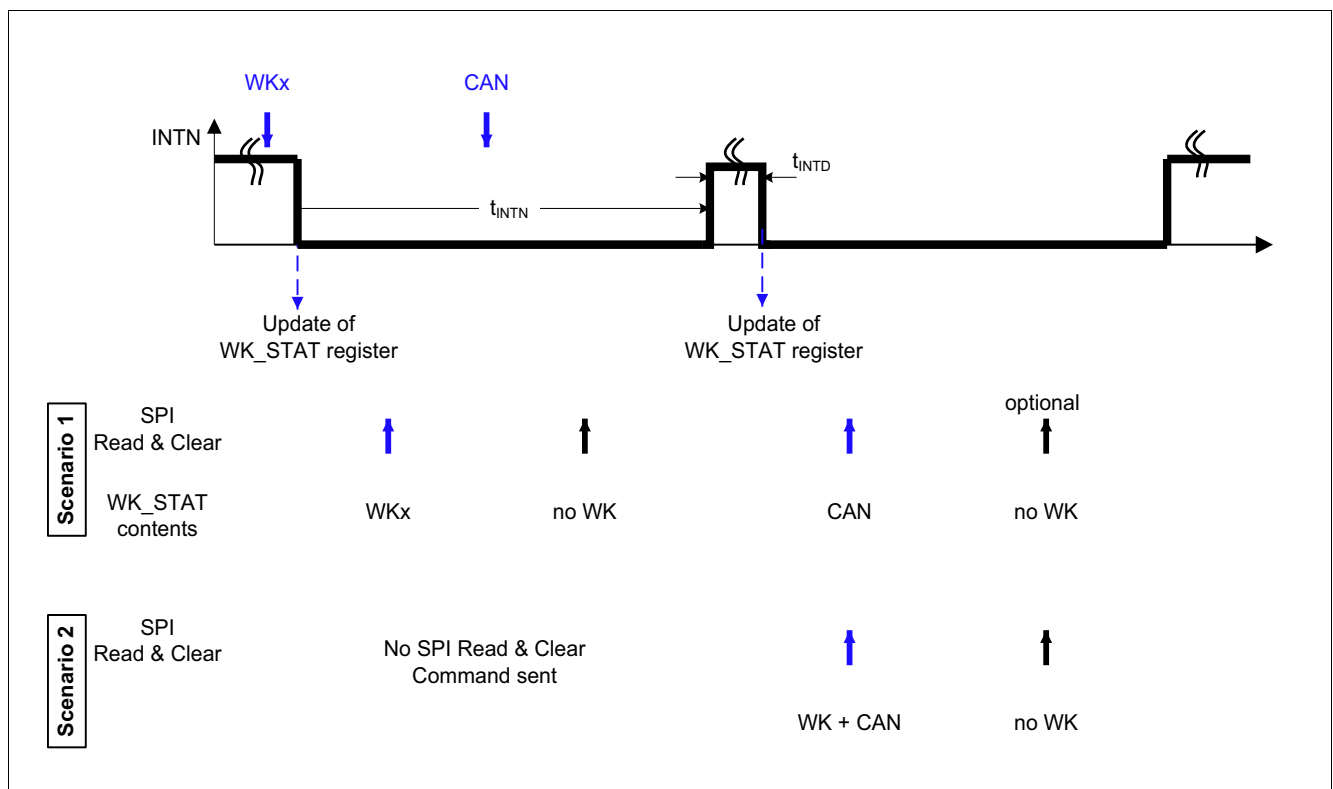 WKx
CAN
INTN
tINTD
tINTN
Update of
WK_STAT register
Update of
WK_STAT register
Scenario 1
SPI
Read & Clear
optional
WK_STAT
contents
WKx
no WK
CAN
no WK
Scenario 2
SPI
Read & Clear
No SPI Read & Clear
Command sent
WK + CAN
no WK